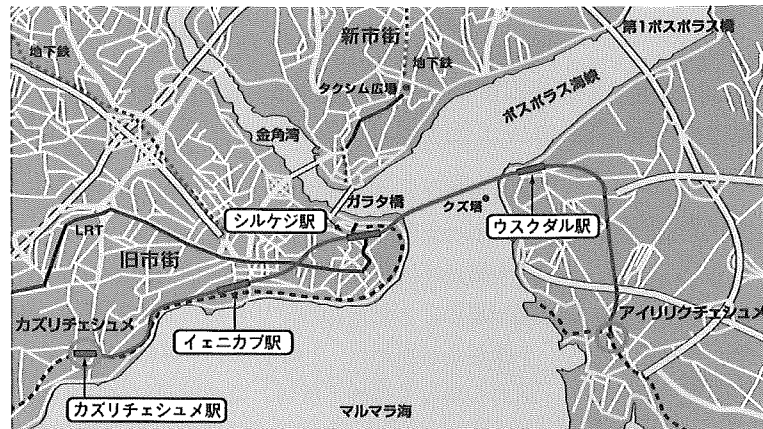 第1ボスポラス橋
新市街
地下鉄
地下鉄
タクシム広場
ボスポラス海峡
金角湾
ガラタ橋
シルケジ駅
クズ塔
ウスクダル駅
LRT
旧市街
カズリチェシュメ
イェニカプ駅
アイリリクチェシュメ
カズリチェシュメ駅
マルマラ海